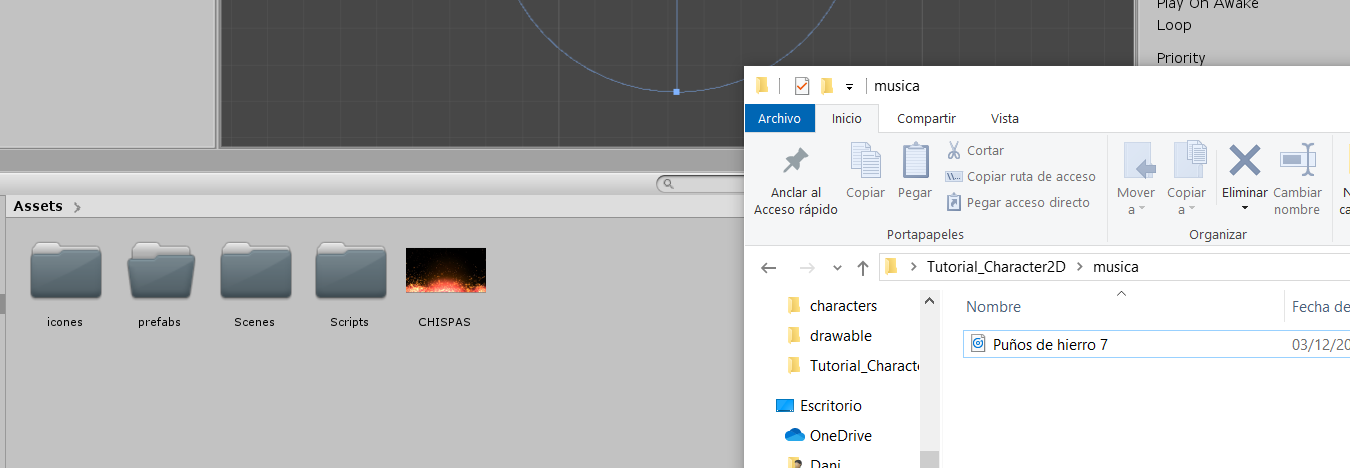 Play On Awake
Loop
Priority
musica
Archivo
Inicio
Compartir
Vista
Anclar al
Acceso rápido
Copiar
Pegar
Cortar
Copiar ruta de acceso
Pegar acceso directo
Portapapeles
Mover
a
Copiar
a
Eliminar
Cambiar
nombre
Organizar
Assets
icones
prefabs
Scenes
Scripts
CHISPAS
Tutorial_Character2D > musica
characters
drawable
Tutorial_Charact
Escritorio
OneDrive
Dani
Nombre
Fecha de
Puños de hierro 7
03/12/20